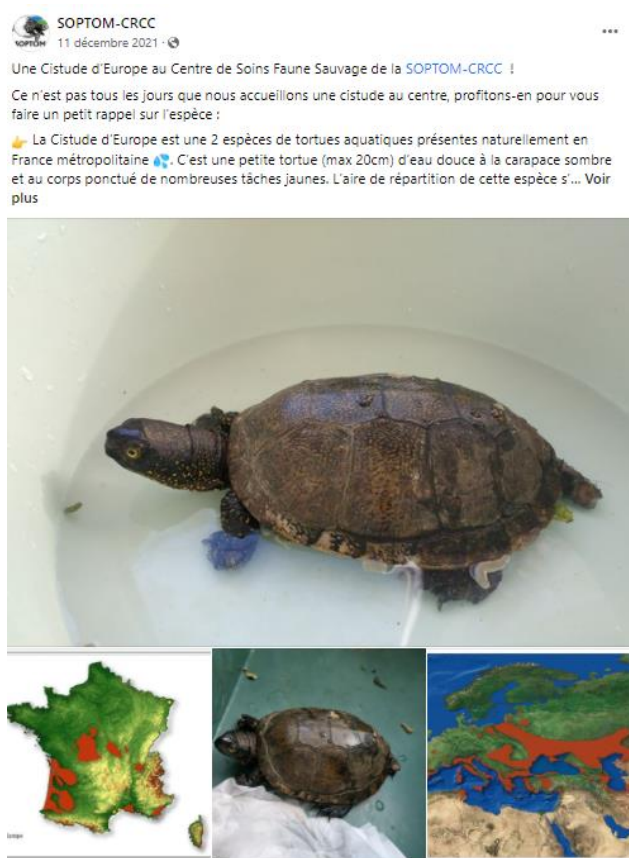 SOPTOM-CRCC
11 décembre 2021 ·
SOPTOM
Une Cistude d'Europe au Centre de Soins Faune Sauvage de la SOPTOM-CRCC !
Ce n'est pas tous les jours que nous accueillons une cistude au centre, profitons-en pour vous
faire un petit rappel sur l'espèce :
👉 La Cistude d'Europe est une 2 espèces de tortues aquatiques présentes naturellement en
France métropolitaine 💦. C'est une petite tortue (max 20cm) d'eau douce à la carapace sombre
et au corps ponctué de nombreuses tâches jaunes. L'aire de répartition de cette espèce s'... Voir
plus